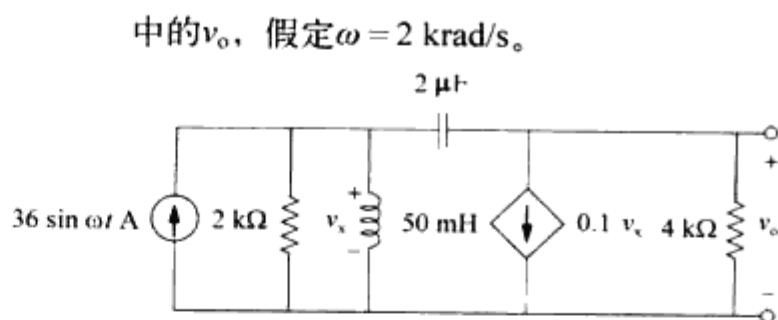 中的v₀，假定ω = 2 krad/s。
2 μF
36 sin ωt A
2 kΩ
+
vₓ
−
50 mH
0.1 vₓ
4 kΩ
+
v₀
−